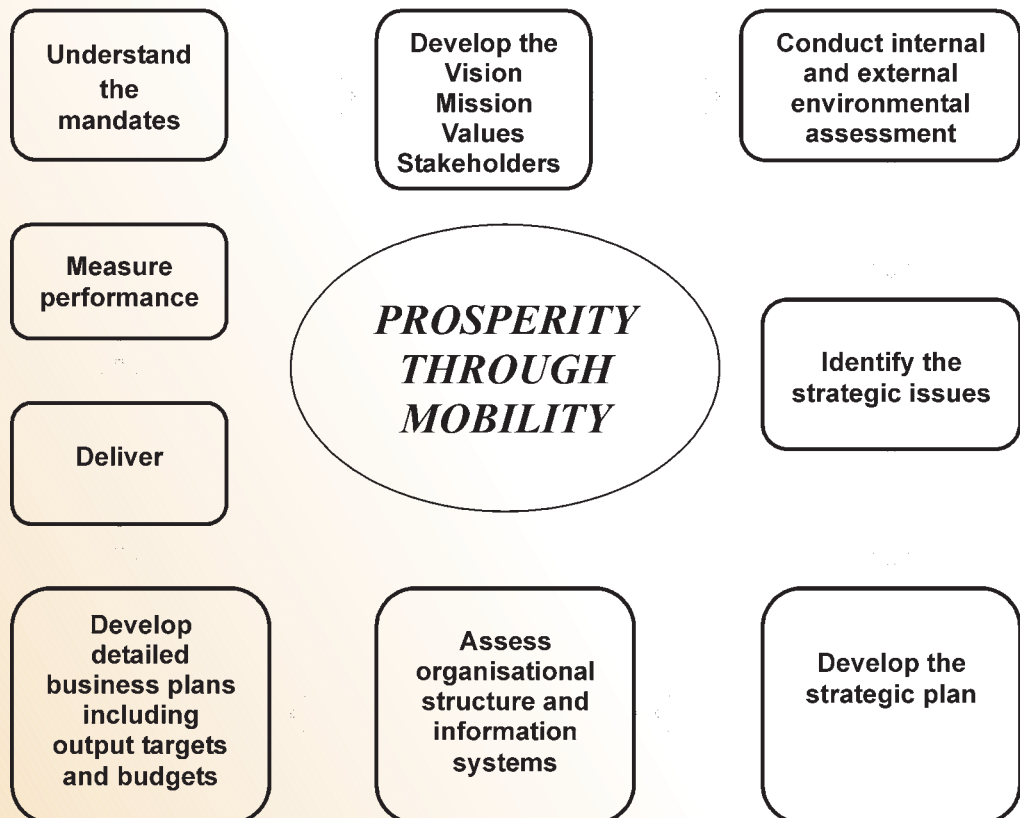 Understand
the
mandates
Develop the
Vision
Mission
Values
Stakeholders
Conduct internal
and external
environmental
assessment
Measure
performance
PROSPERITY
THROUGH
MOBILITY
Identify the
strategic issues
Deliver
Develop
detailed
business plans
including
output targets
and budgets
Assess
organisational
structure and
information
systems
Develop the
strategic plan